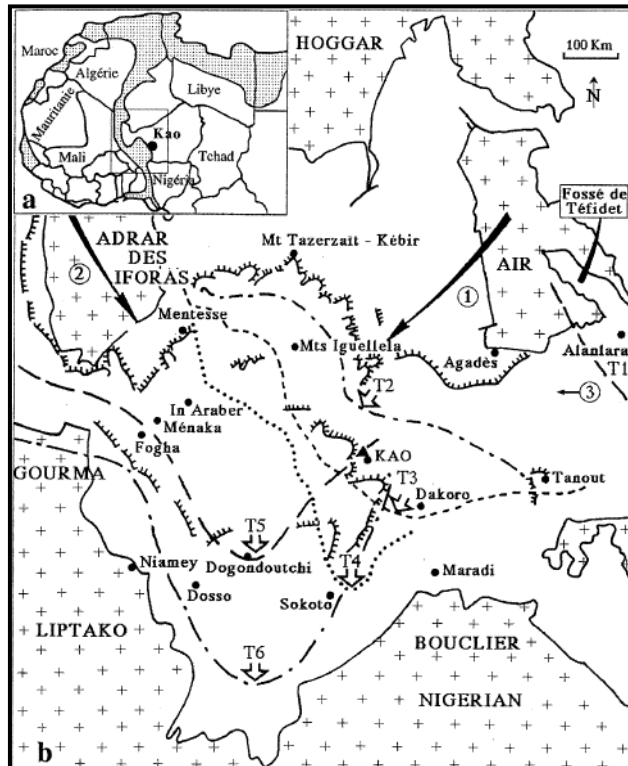 Maroc
Algérie
Libye
Mauritanie
Kao
Mali
Tchad
Nigéria
a
HOGGAR
100 Km
N
Fossé de
Téfidet
ADRAR
DES
IFORAS
②
Mt Tazerzaït - Kébir
AIR
①
Mentesse
Mts Iguellela
Agadès
Alanlara
T1
③
T2
In Araber
Ménaka
Fogha
KAO
GOURMA
T3
Tanout
Dakoro
T5
Niamey
Dogondoutchi
T4
Maradi
Dosso
Sokoto
LIPTAKO
T6
BOUCLIER
NIGERIAN
b